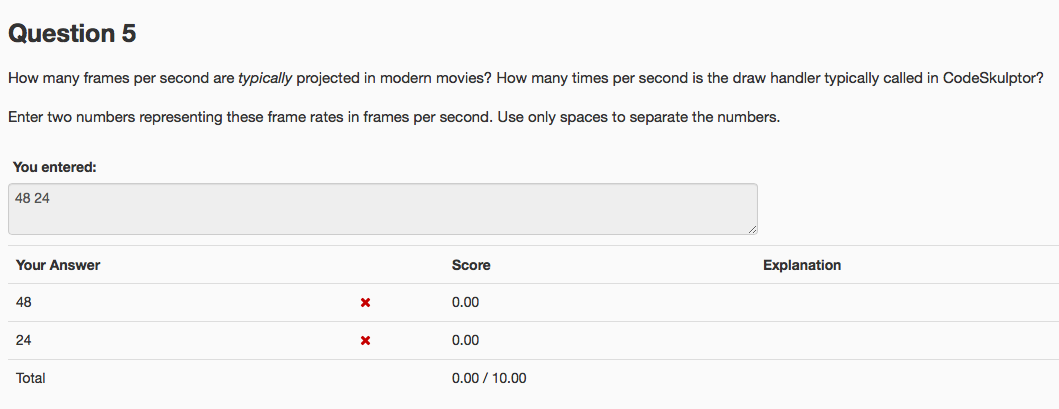 Question 5
How many frames per second are typically projected in modern movies? How many times per second is the draw handler typically called in CodeSkulptor?
Enter two numbers representing these frame rates in frames per second. Use only spaces to separate the numbers.
You entered:
48 24
Your Answer Score Explanation
48 0.00
24 0.00
Total 0.00 / 10.00